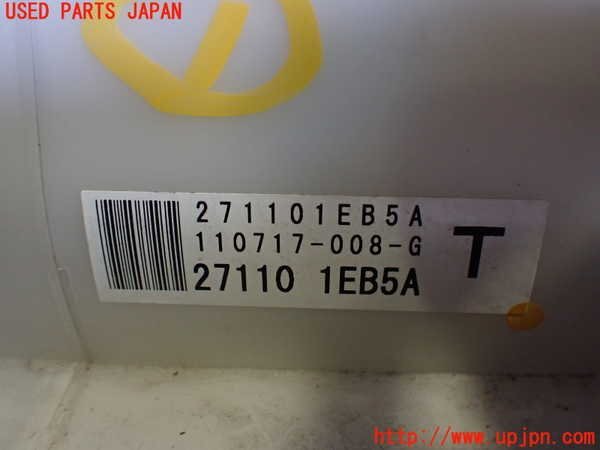 USED PARTS JAPAN
271101EB5A
110717-008-G
T
27110 1EB5A
http://www.upjpn.com/